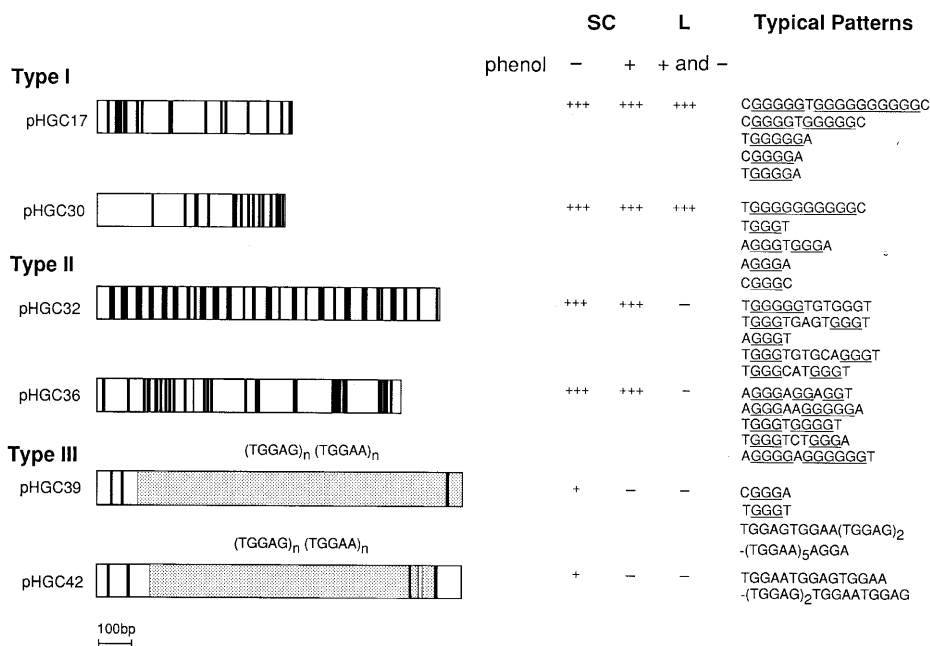 SC L Typical Patterns
phenol − + + and −
Type I
pHGC17 +++ +++ +++ CGGGGGTGGGGGGGGGGC
CGGGGTGGGGGC
TGGGGGA
CGGGGA
TGGGGA
pHGC30 +++ +++ +++ TGGGGGGGGGGC
TGGGT
AGGGTGGGA
AGGGA
CGGGC
Type II
pHGC32 +++ +++ − TGGGGGTGTGGGT
TGGGTGAGTGGGT
AGGGT
TGGGTGTGCAGGGT
TGGGCATGGGT
pHGC36 +++ +++ - AGGGAGGAGGT
AGGGAAGGGGGA
TGGGTGGGGT
TGGGTCTGGGA
AGGGGAGGGGGGT
Type III
(TGGAG)n (TGGAA)n
pHGC39 + − − CGGGA
TGGGT
TGGAGTGGAA(TGGAG)2
-(TGGAA)5AGGA
(TGGAG)n (TGGAA)n
pHGC42 + − − TGGAATGGAGTGGAA
-(TGGAG)2TGGAATGGAG
100bp